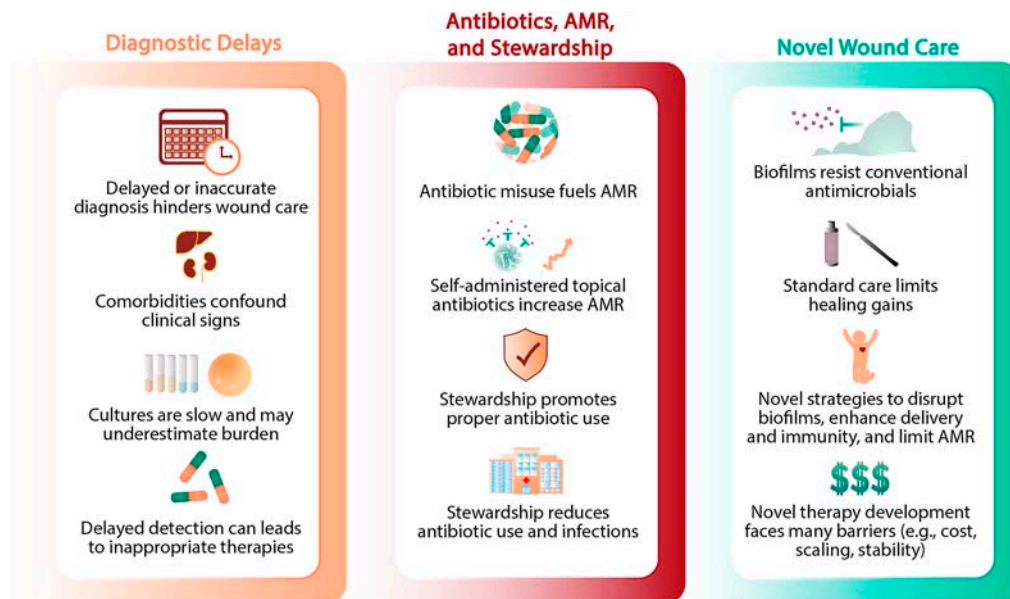 Diagnostic Delays
Delayed or inaccurate
diagnosis hinders wound care
Comorbidities confound
clinical signs
Cultures are slow and may
underestimate burden
Delayed detection can leads
to inappropriate therapies
Antibiotics, AMR,
and Stewardship
Antibiotic misuse fuels AMR
Self-administered topical
antibiotics increase AMR
Stewardship promotes
proper antibiotic use
Stewardship reduces
antibiotic use and infections
Novel Wound Care
Biofilms resist conventional
antimicrobials
Standard care limits
healing gains
Novel strategies to disrupt
biofilms, enhance delivery
and immunity, and limit AMR
$$$
Novel therapy development
faces many barriers (e.g., cost,
scaling, stability)